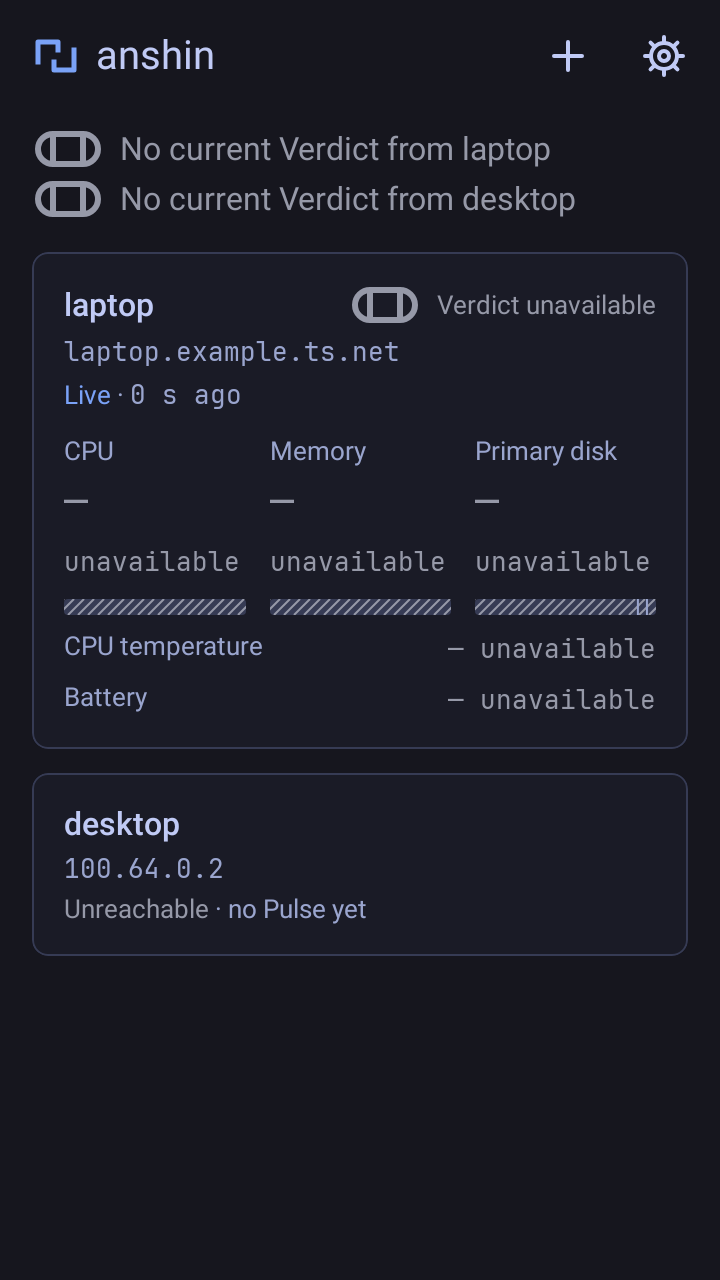 anshin
No current Verdict from laptop
No current Verdict from desktop
laptop
Verdict unavailable
laptop.example.ts.net
Live · 0 s ago
CPU Memory Primary disk
— — —
unavailable unavailable unavailable
CPU temperature — unavailable
Battery — unavailable
desktop
100.64.0.2
Unreachable · no Pulse yet